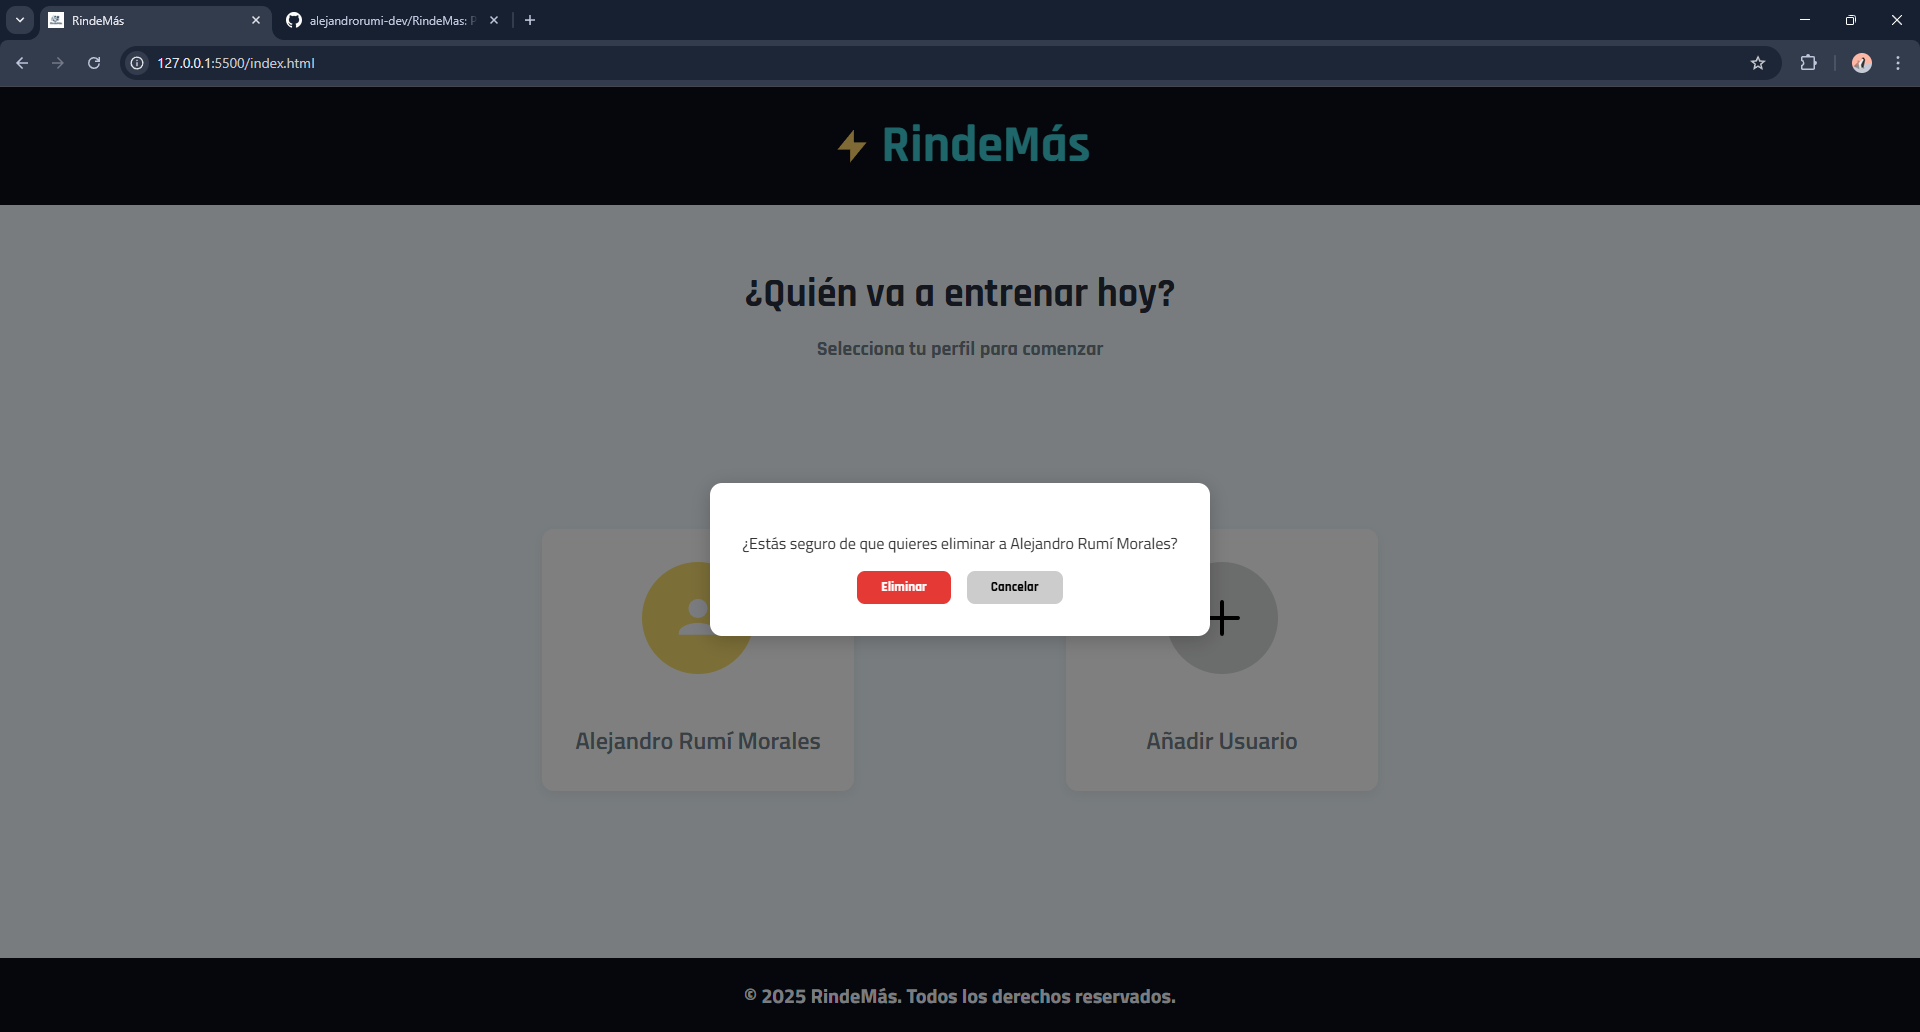 RindeMás
alejandrorumi-dev/RindeMas:
127.0.0.1:5500/index.html
RindeMás
¿Quién va a entrenar hoy?
Selecciona tu perfil para comenzar
¿Estás seguro de que quieres eliminar a Alejandro Rumí Morales?
Eliminar
Cancelar
Alejandro Rumí Morales
Añadir Usuario
© 2025 RindeMás. Todos los derechos reservados.